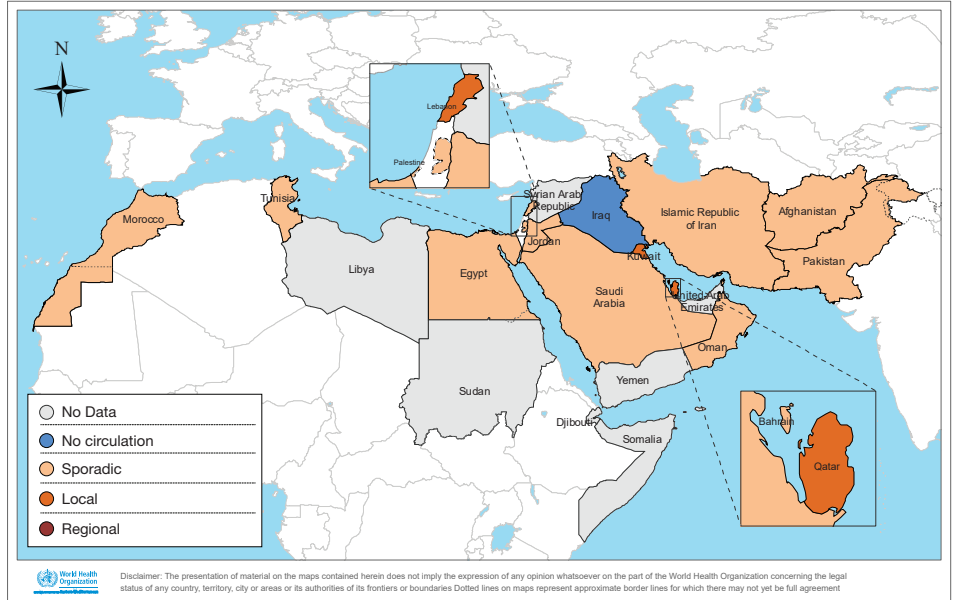 N
Lebanon
Palestine
Syrian Arab
Republic
Tunisia
Morocco
Iraq
Islamic Republic
of Iran
Afghanistan
Jordan
Kuwait
Pakistan
Libya
Egypt
Saudi
Arabia
United Arab
Emirates
Oman
Yemen
Sudan
Djibouti
Somalia
Bahrain
Qatar
No Data
No circulation
Sporadic
Local
Regional
World Health
Organization
Disclaimer: The presentation of material on the maps contained herein does not imply the expression of any opinion whatsoever on the part of the World Health Organization concerning the legal
status of any country, territory, city or areas or its authorities of its frontiers or boundaries Dotted lines on maps represent approximate border lines for which there may not yet be full agreement